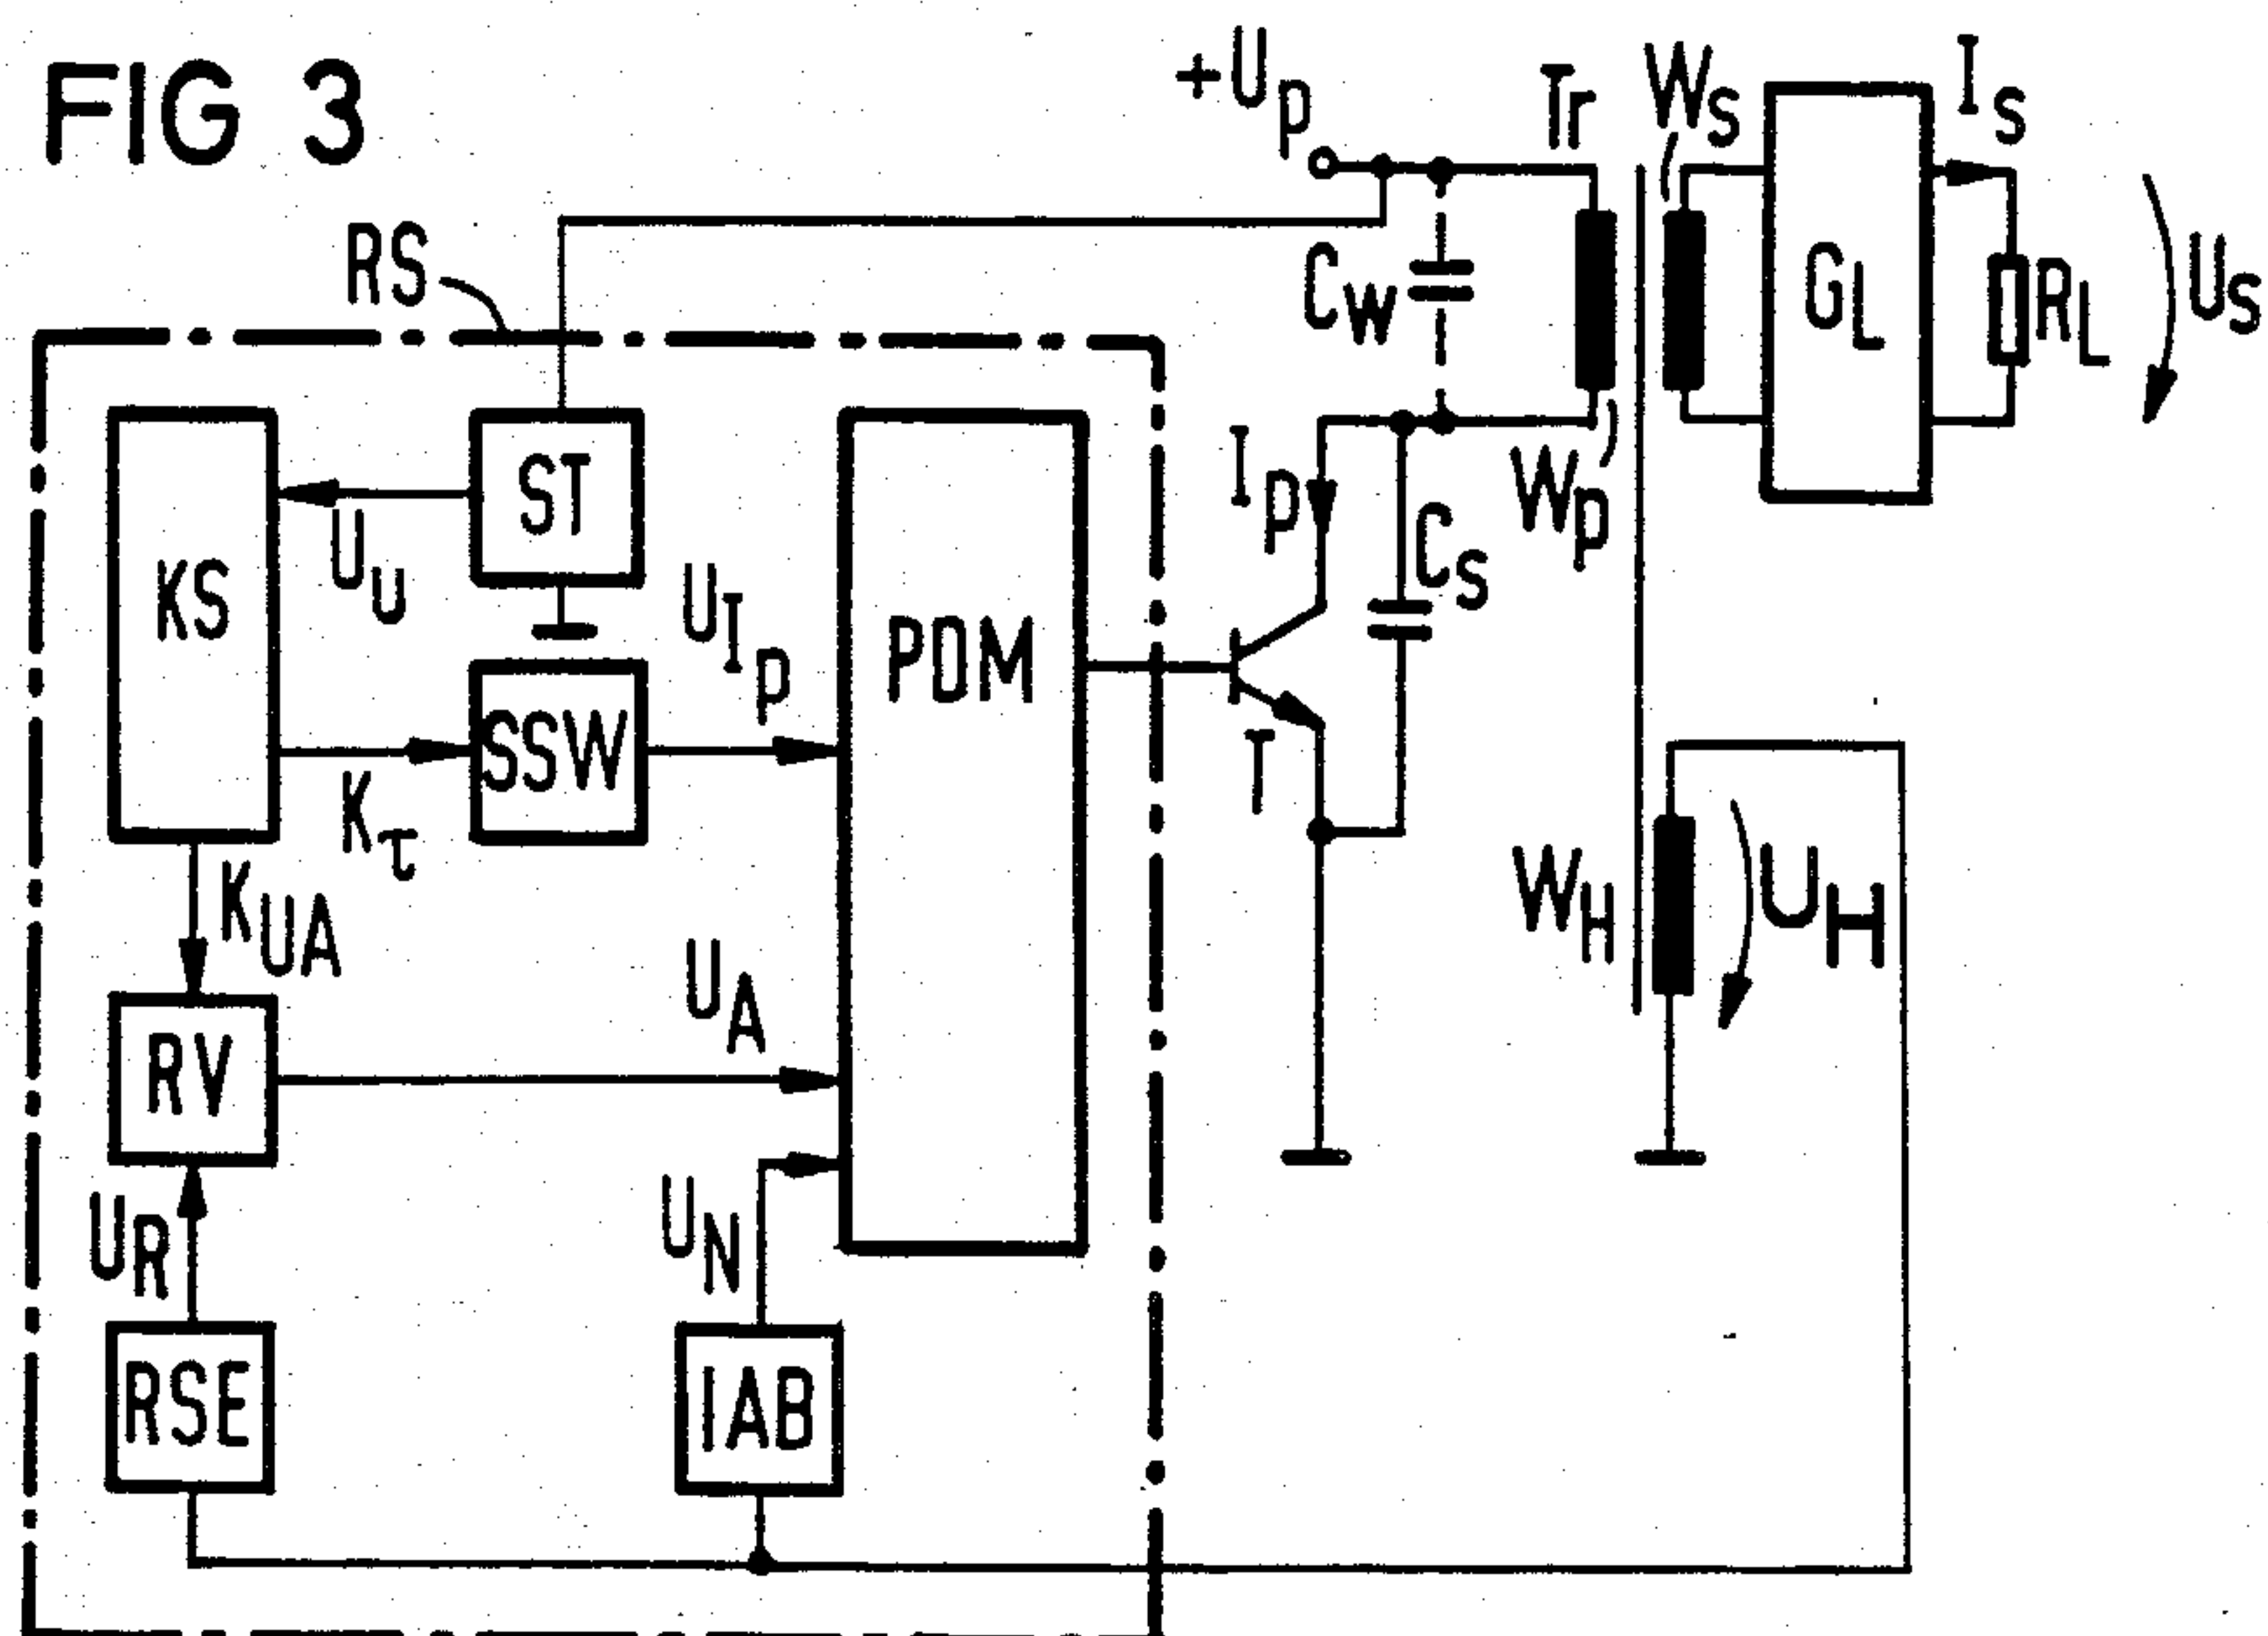 FIG 3
+Up
Tr
Ws
Is
RS
Cw
GL
RL
Us
KS
ST
Uu
Ip
Cs
Wp
UIp
PDM
SSW
Kτ
T
KUA
WH
UH
UA
RV
UR
UN
RSE
IAB